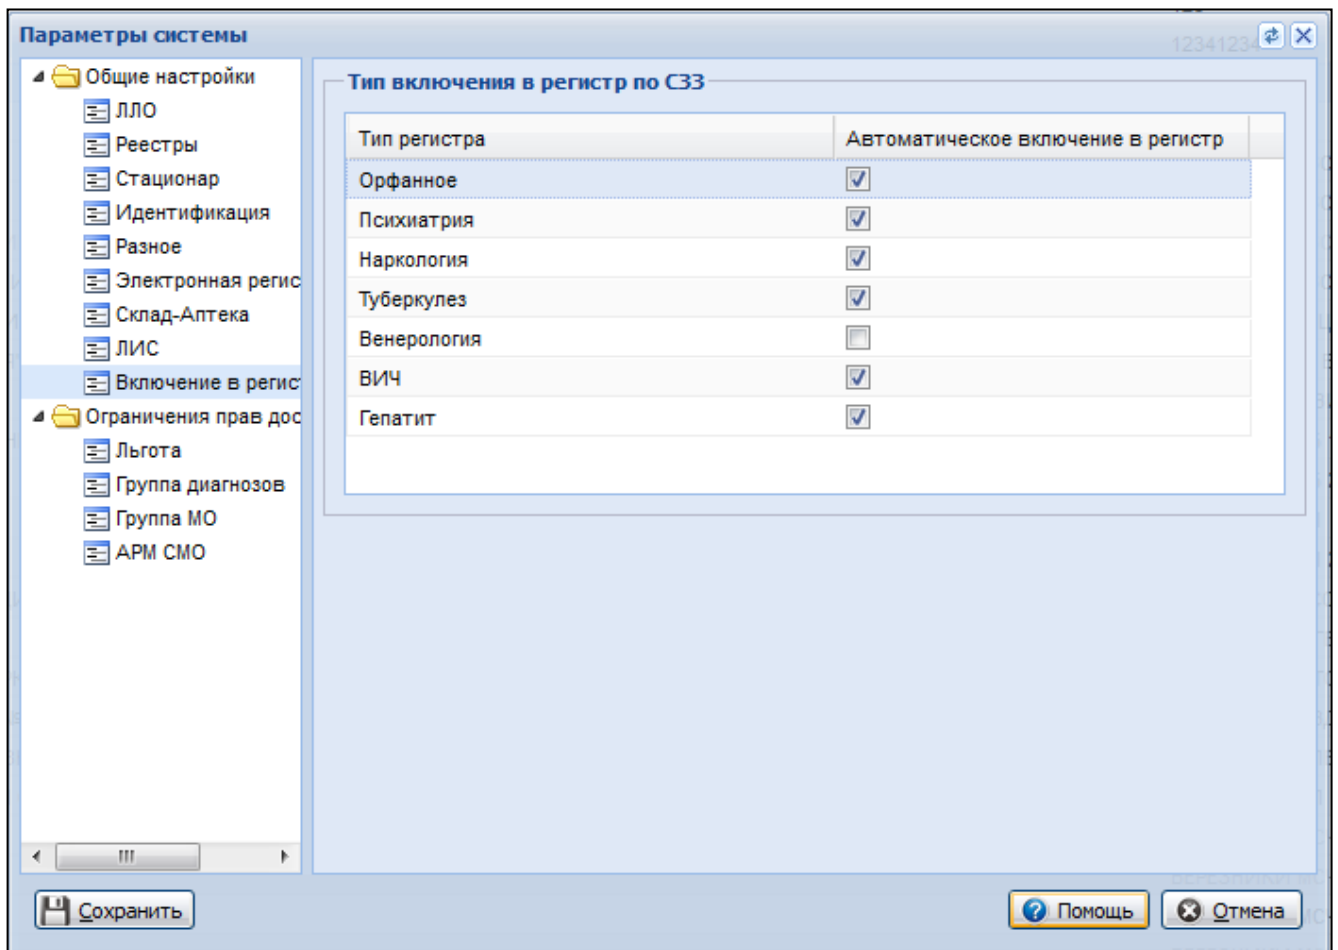 Параметры системы
Общие настройки
ЛЛО
Реестры
Стационар
Идентификация
Разное
Электронная регис
Склад-Аптека
ЛИС
Включение в регист
Ограничения прав дос
Льгота
Группа диагнозов
Группа МО
АРМ СМО
Тип включения в регистр по СЗЗ
Тип регистра Автоматическое включение в регистр
Орфанное
Психиатрия
Наркология
Туберкулез
Венерология
ВИЧ
Гепатит
Сохранить
Помощь
Отмена